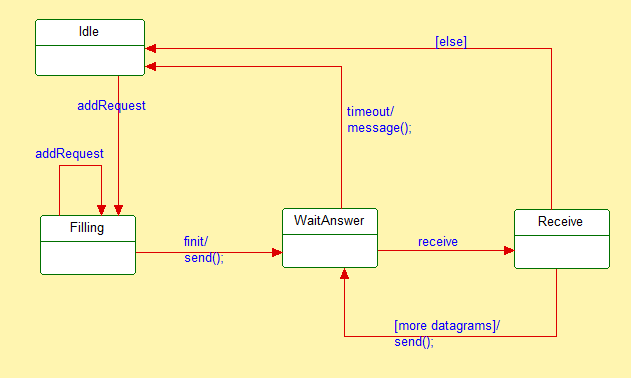 Idle
[else]
addRequest
timeout/
message();
addRequest
Filling
WaitAnswer
Receive
finit/
send();
receive
[more datagrams]/
send();